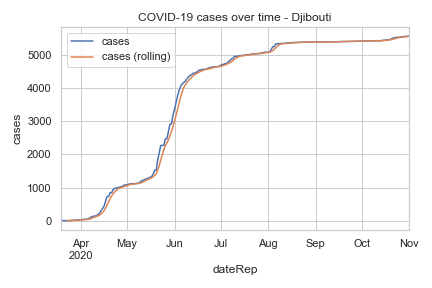 COVID-19 cases over time - Djibouti
cases
cases (rolling)
cases
5000
4000
3000
2000
1000
0
Apr
2020
May
Jun
Jul
Aug
Sep
Oct
Nov
dateRep